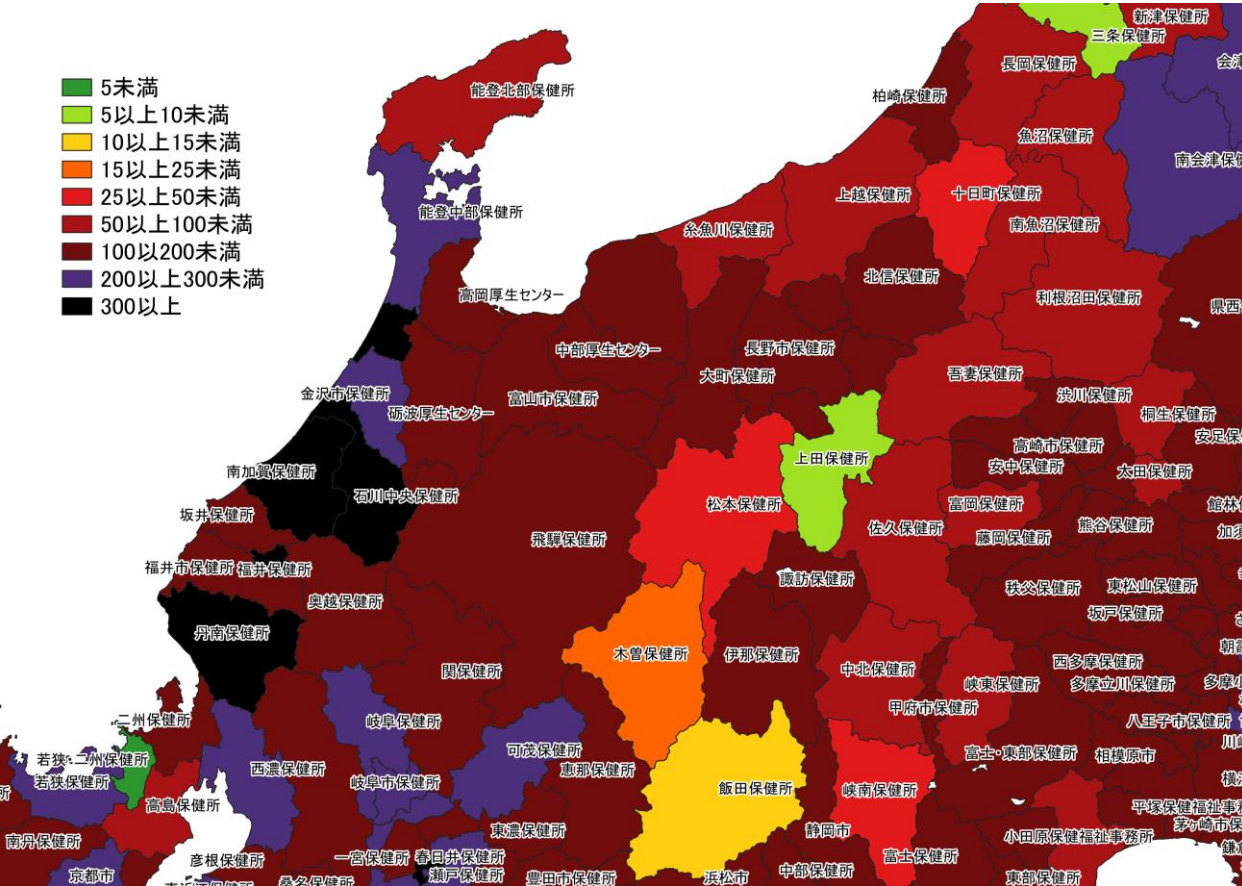 5未満
5以上10未満
10以上15未満
15以上25未満
25以上50未満
50以上100未満
100以200未満
200以上300未満
300以上
新津保健所
三条保健所
長岡保健所
能登北部保健所
柏崎保健所
魚沼保健所
南会津保健
十日町保健所
上越保健所
能登中部保健所
南魚沼保健所
糸魚川保健所
北信保健所
高岡厚生センター
利根沼田保健所
県西
中部厚生センター
長野市保健所
大町保健所
吾妻保健所
金沢市保健所
渋川保健所
富山市保健所
砺波厚生センター
桐生保健所
安足保
高崎市保健所
上田保健所
安中保健所
南加賀保健所
太田保健所
石川中央保健所
松本保健所
富岡保健所
館林
坂井保健所
佐久保健所
熊谷保健所
加須
飛騨保健所
藤岡保健所
福井市保健所
福井保健所
諏訪保健所
秩父保健所
東松山保健所
奥越保健所
坂戸保健所
丹南保健所
木曽保健所
伊那保健所
朝霞
西多摩保健所
関保健所
中北保健所
峡東保健所
多摩立川保健所
多摩小
甲府市保健所
二州保健所
岐阜保健所
八王子市保健所
川崎
可茂保健所
富士・東部保健所
相模原市
若狭・二州保健所
西濃保健所
恵那保健所
若狭保健所
岐阜市保健所
横
飯田保健所
峡南保健所
高島保健所
平塚保健福祉事務
茅ヶ崎市保
東濃保健所
静岡市
小田原保健福祉事務所
南丹保健所
鎌倉
彦根保健所
一宮保健所
春日井保健所
富士保健所
京都市
瀬戸保健所
豊田市保健所
浜松市
中部保健所
東部保健所
桑名保健所